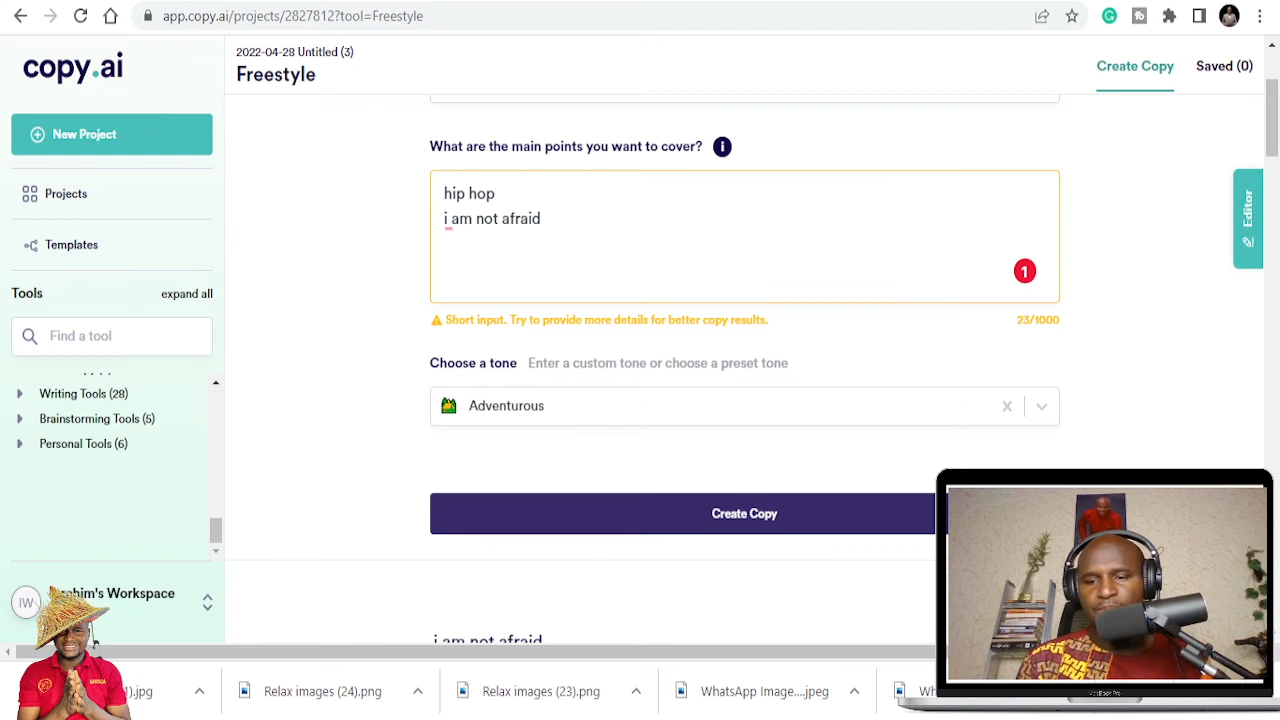 app.copy.ai/projects/2827812?tool=Freestyle
copy.ai
2022-04-28 Untitled (3)
Freestyle
Create Copy
Saved (0)
New Project
Projects
Templates
Tools
expand all
Find a tool
Writing Tools (28)
Brainstorming Tools (5)
Personal Tools (6)
What are the main points you want to cover?
i
hip hop
i am not afraid
1
Short input. Try to provide more details for better copy results.
23/1000
Choose a tone
Enter a custom tone or choose a preset tone
Adventurous
X
Create Copy
Editor
IW
Workspace
i am not afraid
).jpg
Relax images (24).png
Relax images (23).png
WhatsApp Image....jpeg
MacBook Pro